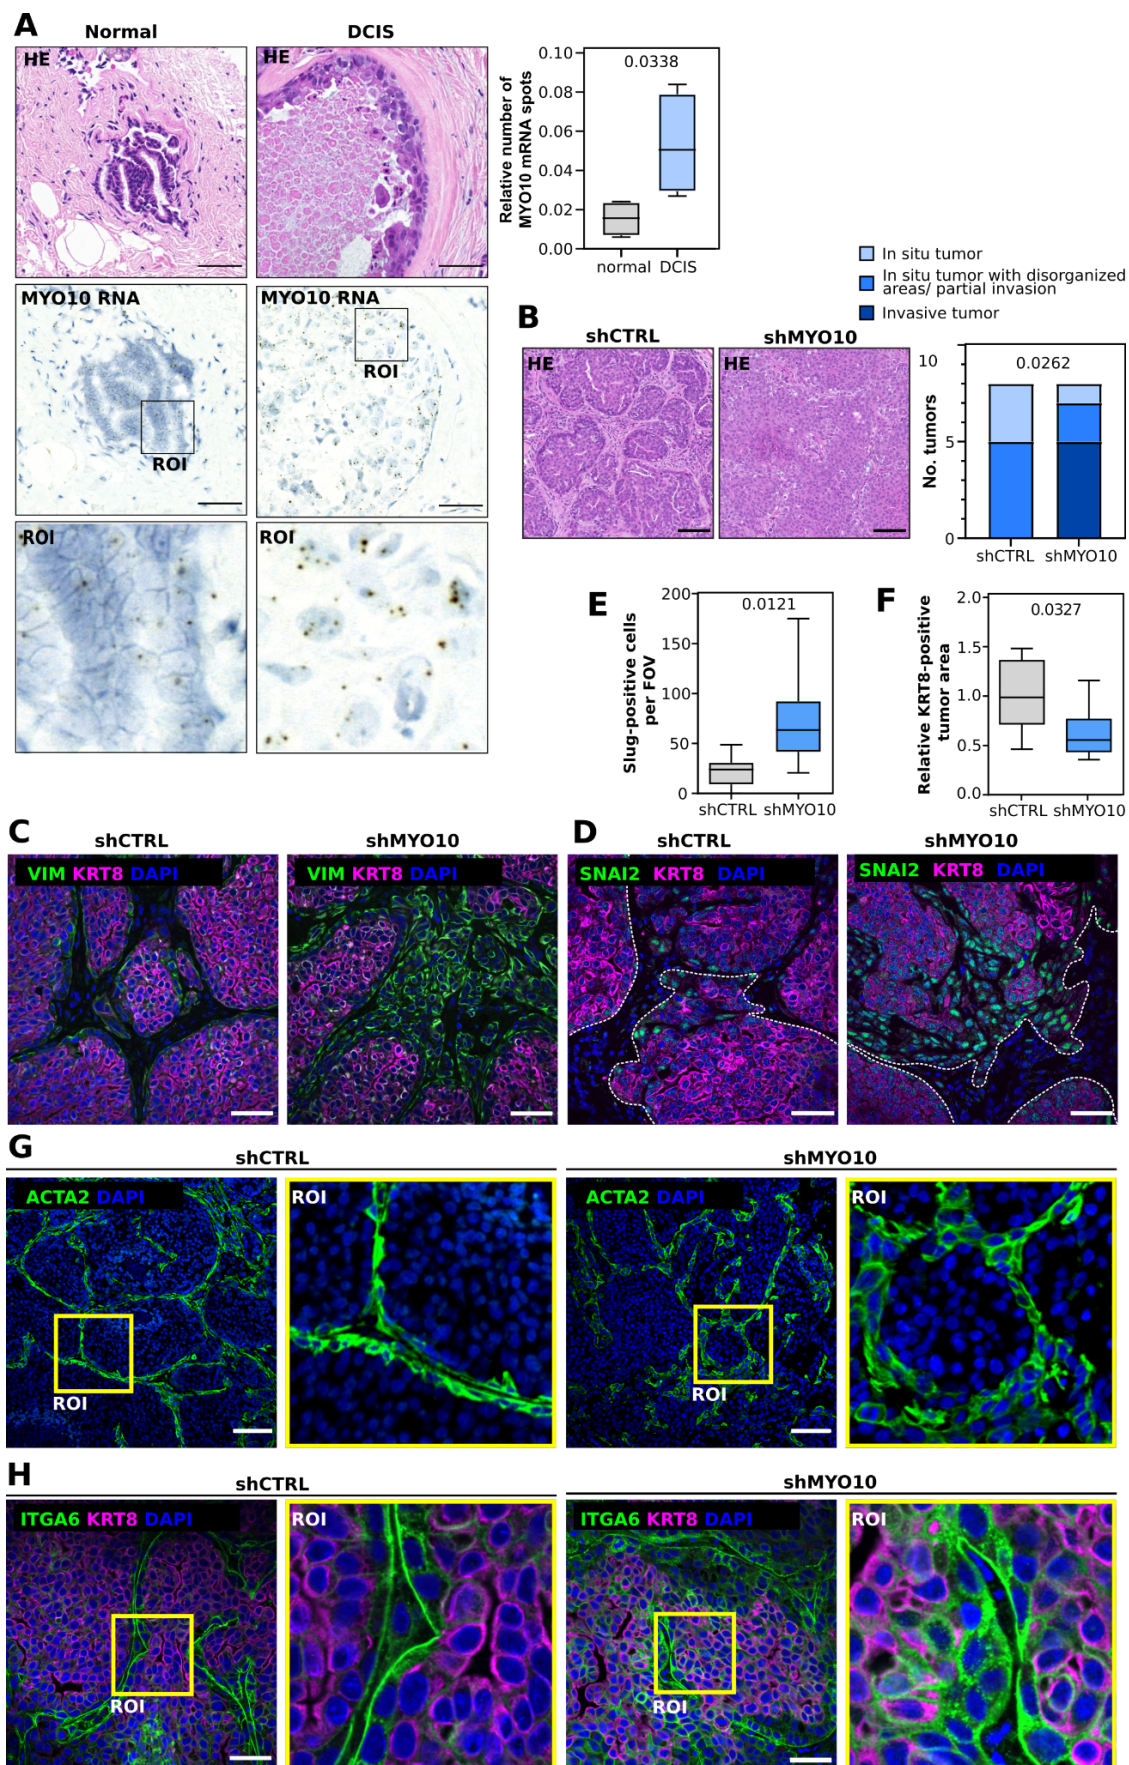 A
Normal
DCIS
HE
MYO10 RNA
MYO10 RNA
ROI
ROI
ROI
ROI
Relative number of
MYO10 mRNA spots
0.10
0.08
0.06
0.04
0.02
0.00
0.0338
normal DCIS
In situ tumor
In situ tumor with disorganized
areas/ partial invasion
Invasive tumor
B
shCTRL
shMYO10
HE
HE
No. tumors
10
5
0
0.0262
shCTRL shMYO10
E
Slug-positive cells
per FOV
200
150
100
50
0
0.0121
shCTRL shMYO10
F
Relative KRT8-positive
tumor area
2.0
1.5
1.0
0.5
0.0
0.0327
shCTRL shMYO10
C
shCTRL
shMYO10
VIM KRT8 DAPI
VIM KRT8 DAPI
D
shCTRL
shMYO10
SNAI2 KRT8 DAPI
SNAI2 KRT8 DAPI
G
shCTRL
shMYO10
ACTA2 DAPI
ROI
ROI
ACTA2 DAPI
ROI
ROI
H
shCTRL
shMYO10
ITGA6 KRT8 DAPI
ROI
ROI
ITGA6 KRT8 DAPI
ROI
ROI